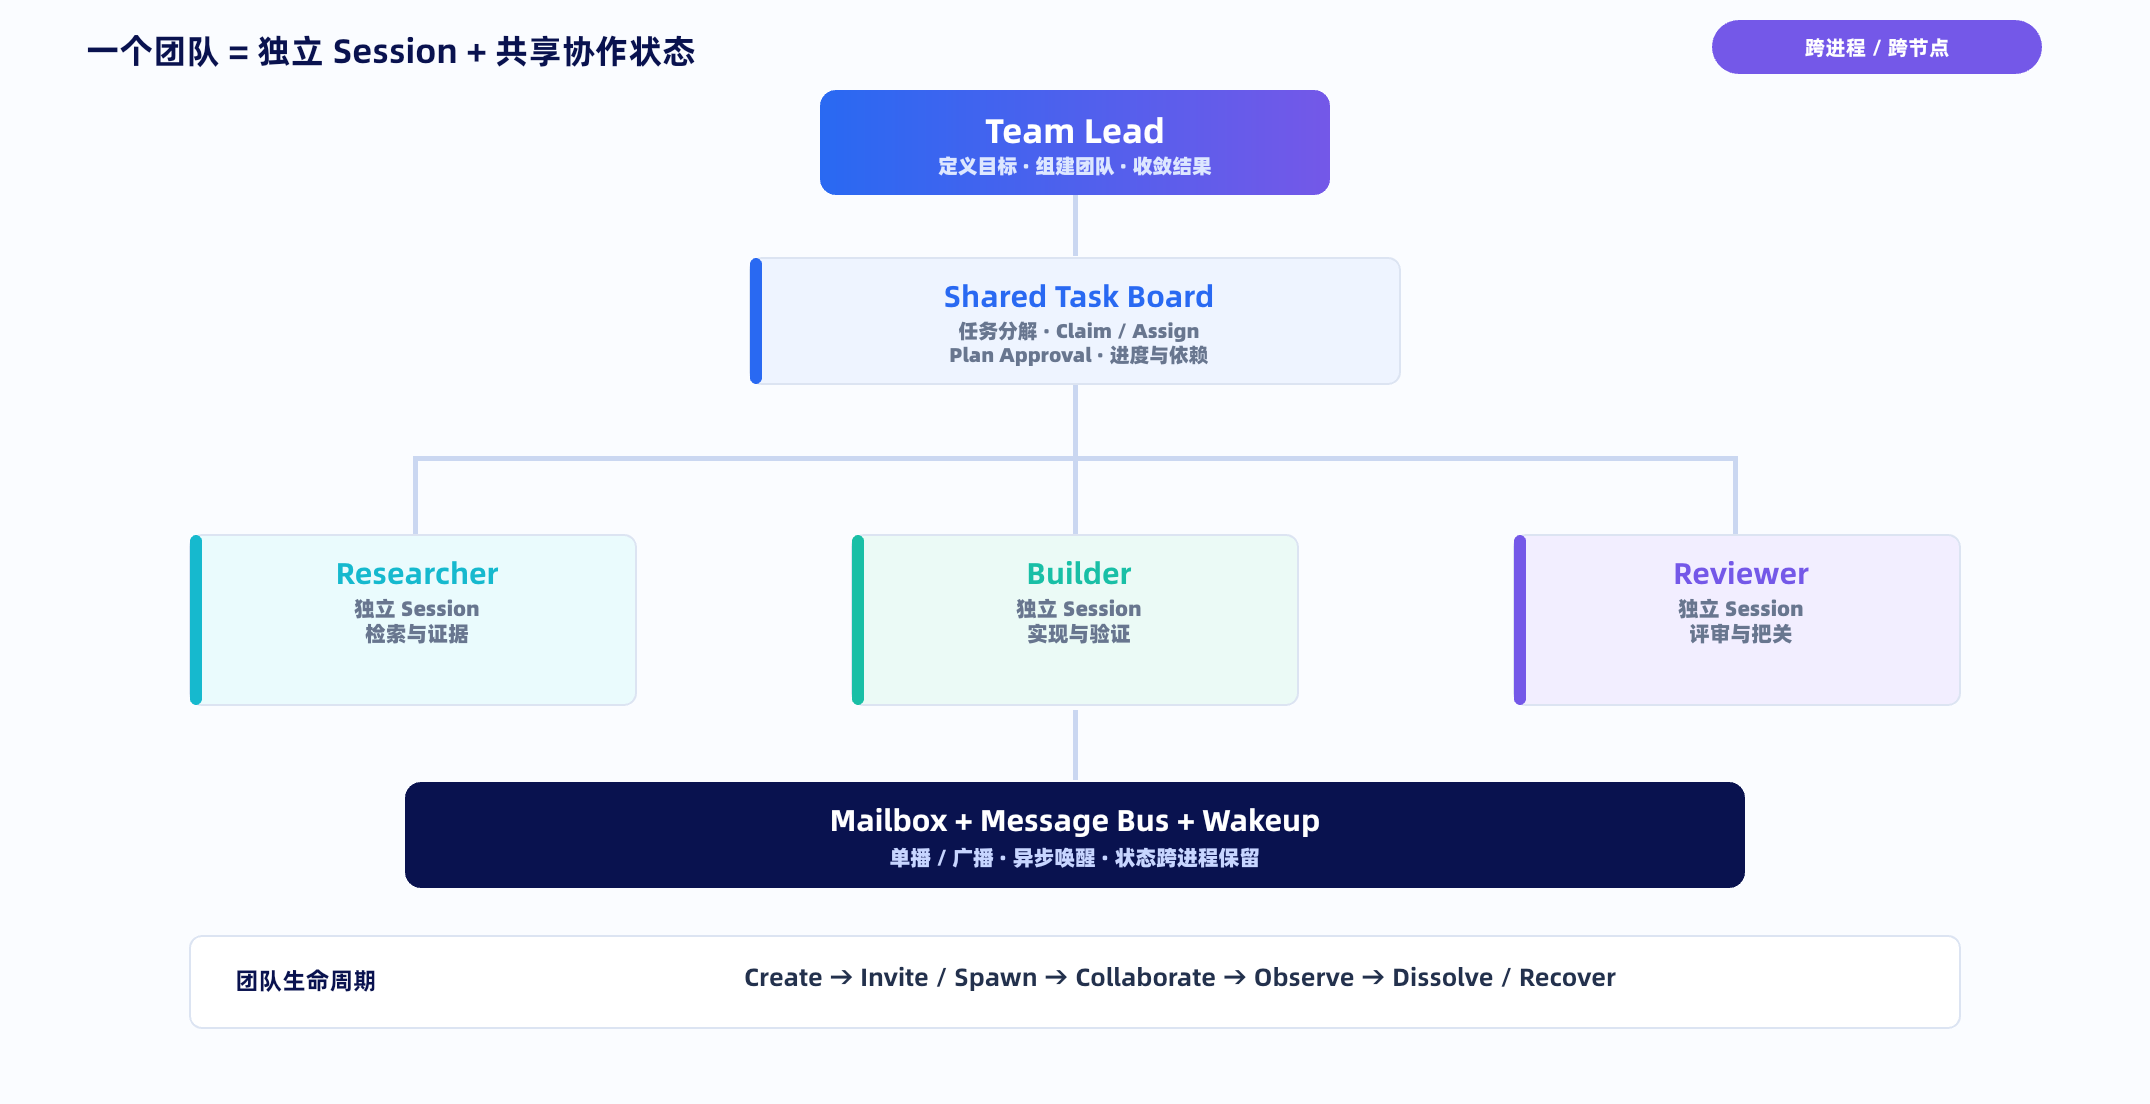 一个团队 = 独立 Session + 共享协作状态
跨进程 / 跨节点
Team Lead
定义目标 · 组建团队 · 收敛结果
Shared Task Board
任务分解 · Claim / Assign
Plan Approval · 进度与依赖
Researcher
独立 Session
检索与证据
Builder
独立 Session
实现与验证
Reviewer
独立 Session
评审与把关
Mailbox + Message Bus + Wakeup
单播 / 广播 · 异步唤醒 · 状态跨进程保留
团队生命周期
Create → Invite / Spawn → Collaborate → Observe → Dissolve / Recover